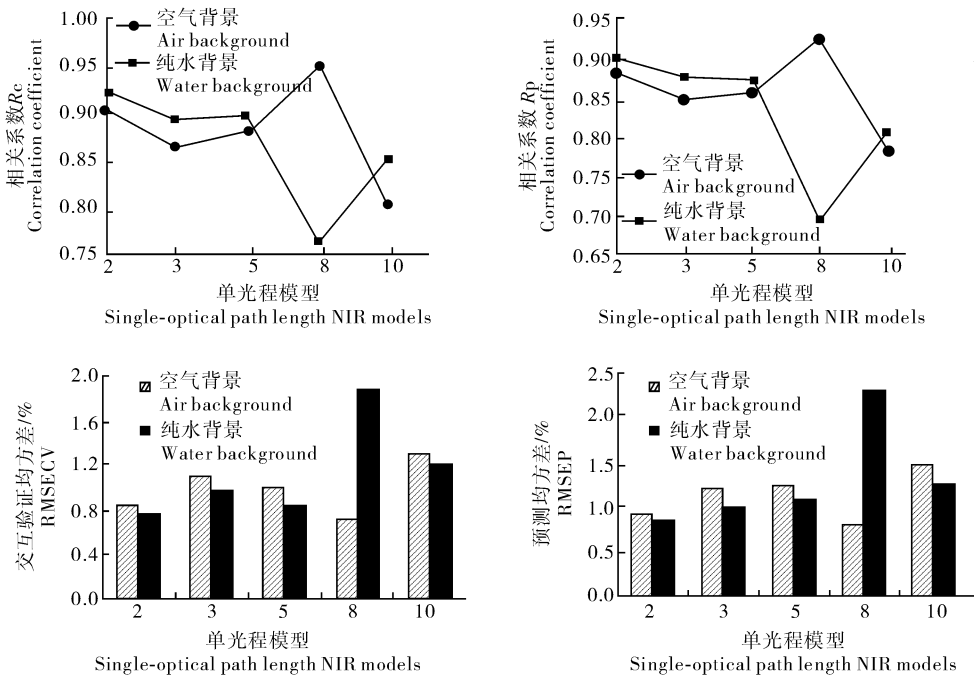 相关系数Rc
Correlation coefficient
1.00
0.95
0.90
0.85
0.80
0.75
空气背景
Air background
纯水背景
Water background
2 3 5 8 10
单光程模型
Single-optical path length NIR models
相关系数Rp
Correlation coefficient
0.95
0.90
0.85
0.80
0.75
0.70
0.65
空气背景
Air background
纯水背景
Water background
2 3 5 8 10
单光程模型
Single-optical path length NIR models
交互验证均方差/%
RMSECV
2.0
1.6
1.2
0.8
0.4
0.0
空气背景
Air background
纯水背景
Water background
2 3 5 8 10
单光程模型
Single-optical path length NIR models
预测均方差/%
RMSEP
2.5
2.0
1.5
1.0
0.5
0.0
空气背景
Air background
纯水背景
Water background
2 3 5 8 10
单光程模型
Single-optical path length NIR models